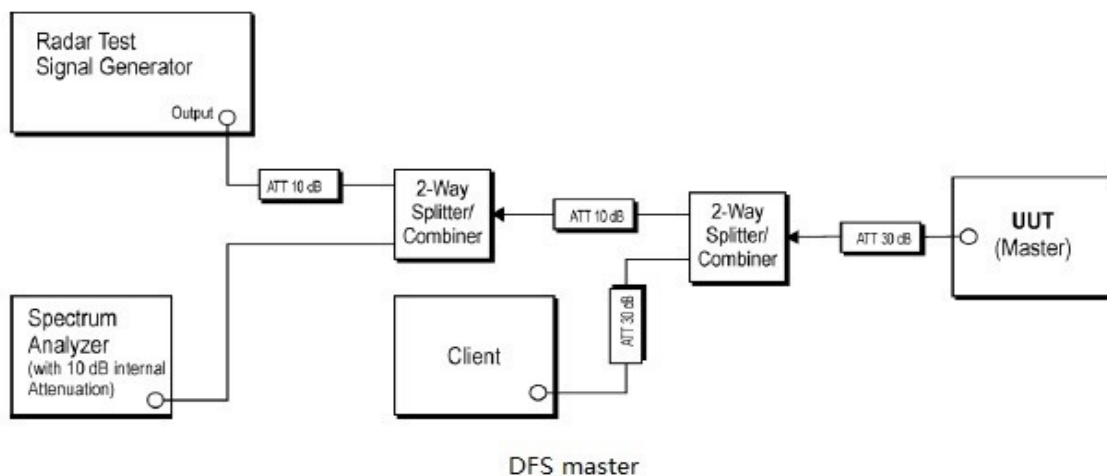 Radar Test
Signal Generator
Output
ATT 10 dB
2-Way
Splitter/
Combiner
ATT 10 dB
2-Way
Splitter/
Combiner
ATT 30 dB
UUT
(Master)
Spectrum
Analyzer
(with 10 dB internal
Attenuation)
Client
ATT 30 dB
DFS master